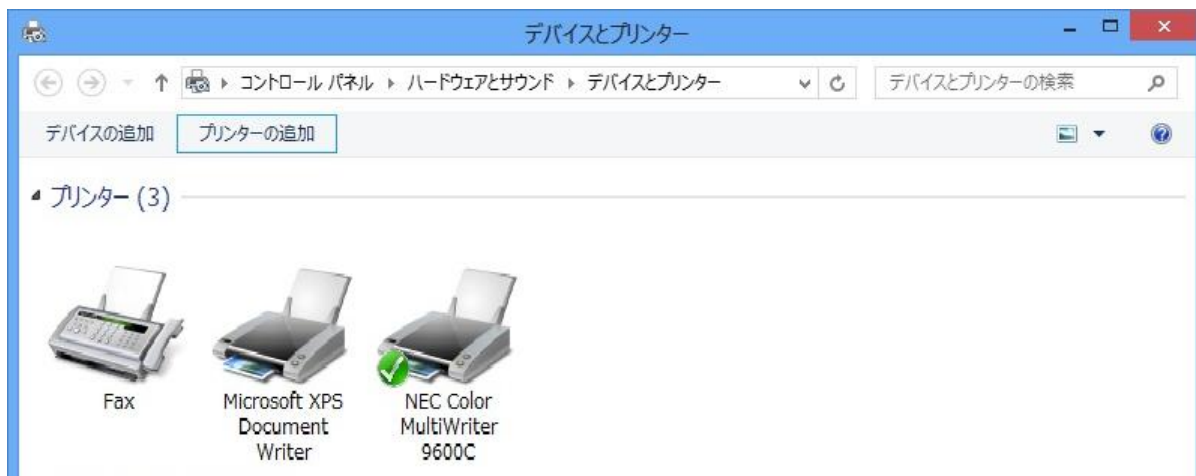 デバイスとプリンター
コントロール パネル ハードウェアとサウンド デバイスとプリンター デバイスとプリンターの検索
デバイスの追加 プリンターの追加
プリンター (3)
Fax
Microsoft XPS
Document
Writer
NEC Color
MultiWriter
9600C